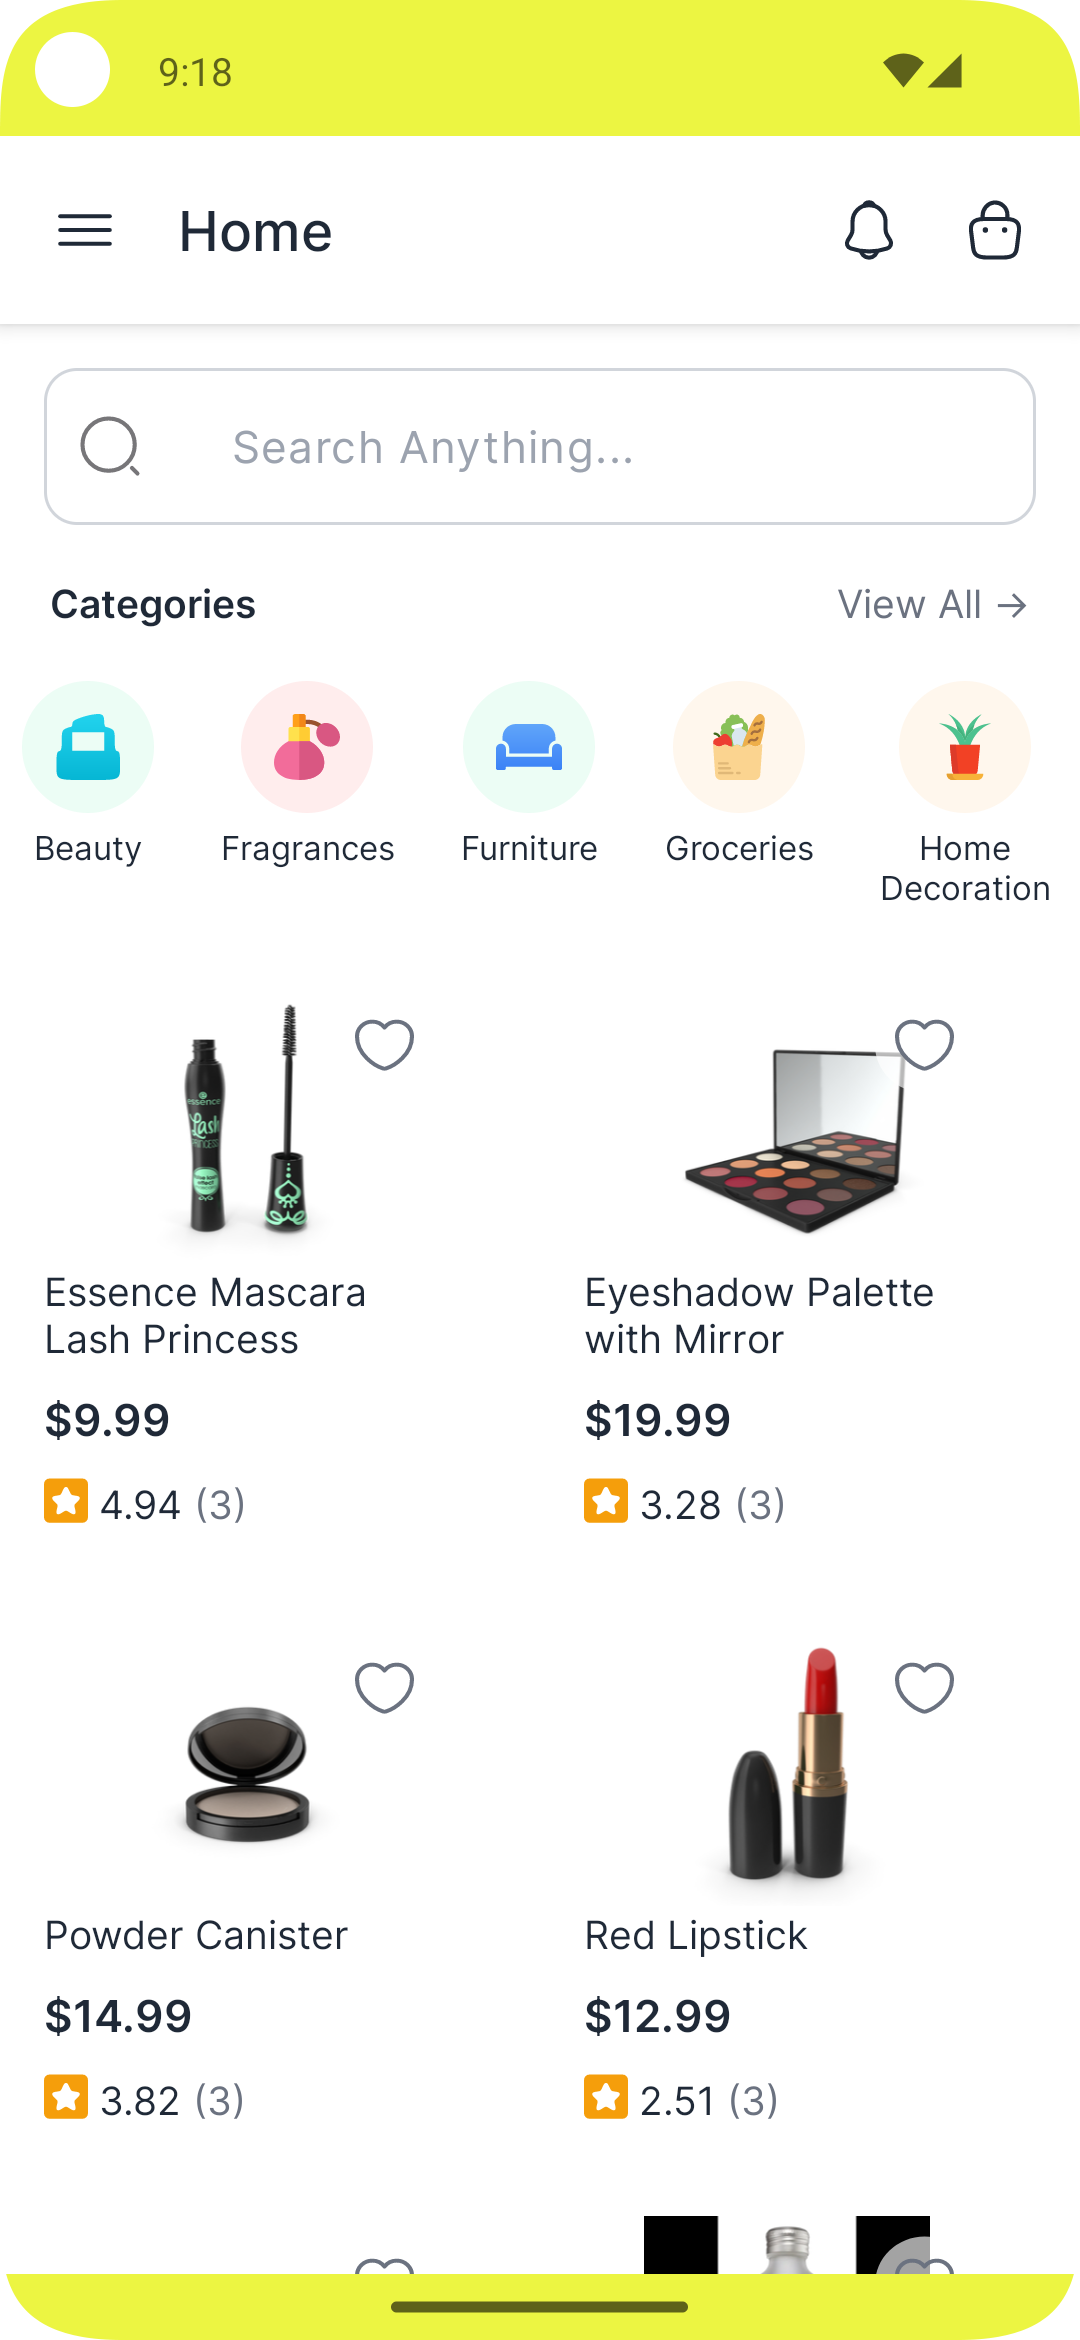 9:18
Home
Search Anything...
Categories
View All →
Beauty
Fragrances
Furniture
Groceries
Home
Decoration
essence
Lash
PRINCESS
Essence Mascara
Lash Princess
$9.99
4.94 (3)
Eyeshadow Palette
with Mirror
$19.99
3.28 (3)
Powder Canister
$14.99
3.82 (3)
Red Lipstick
$12.99
2.51 (3)